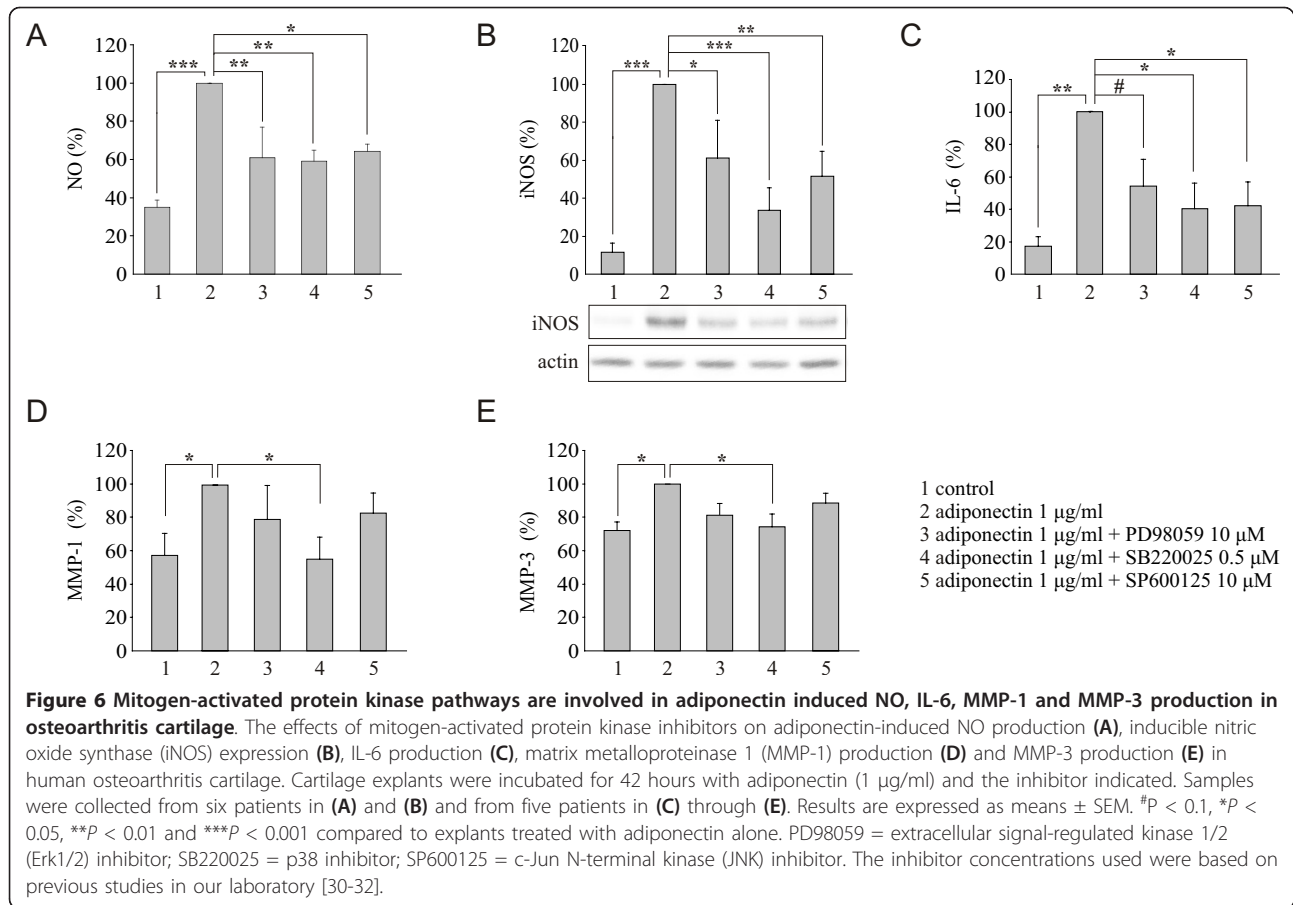 A
*
**
*** **
120
100
80
60
40
20
0
NO (%)
1 2 3 4 5
B
**
***
*** *
120
100
80
60
40
20
0
iNOS (%)
1 2 3 4 5
iNOS
actin
C
*
*
** #
120
100
80
60
40
20
0
IL-6 (%)
1 2 3 4 5
D
* *
120
100
80
60
40
20
0
MMP-1 (%)
1 2 3 4 5
E
* *
120
100
80
60
40
20
0
MMP-3 (%)
1 2 3 4 5
1 control
2 adiponectin 1 µg/ml
3 adiponectin 1 µg/ml + PD98059 10 µM
4 adiponectin 1 µg/ml + SB220025 0.5 µM
5 adiponectin 1 µg/ml + SP600125 10 µM
Figure 6 Mitogen-activated protein kinase pathways are involved in adiponectin induced NO, IL-6, MMP-1 and MMP-3 production in
osteoarthritis cartilage. The effects of mitogen-activated protein kinase inhibitors on adiponectin-induced NO production (A), inducible nitric
oxide synthase (iNOS) expression (B), IL-6 production (C), matrix metalloproteinase 1 (MMP-1) production (D) and MMP-3 production (E) in
human osteoarthritis cartilage. Cartilage explants were incubated for 42 hours with adiponectin (1 µg/ml) and the inhibitor indicated. Samples
were collected from six patients in (A) and (B) and from five patients in (C) through (E). Results are expressed as means ± SEM. #P < 0.1, *P <
0.05, **P < 0.01 and ***P < 0.001 compared to explants treated with adiponectin alone. PD98059 = extracellular signal-regulated kinase 1/2
(Erk1/2) inhibitor; SB220025 = p38 inhibitor; SP600125 = c-Jun N-terminal kinase (JNK) inhibitor. The inhibitor concentrations used were based on
previous studies in our laboratory [30-32].